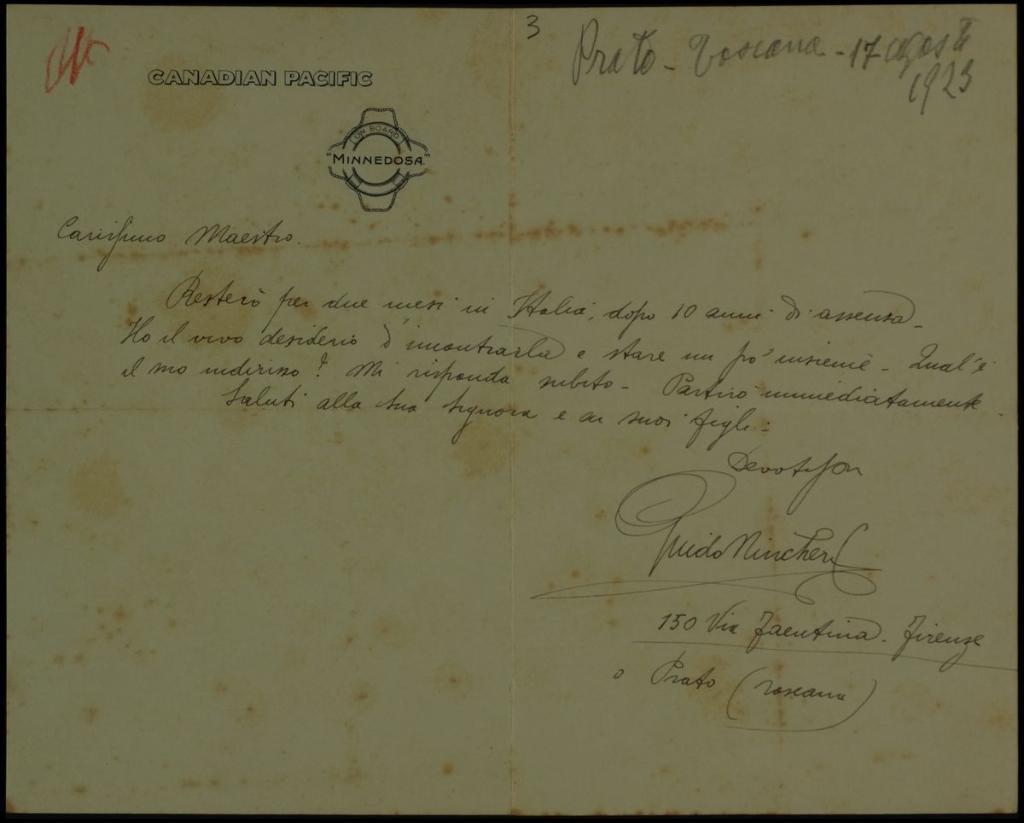 3
Prato - Toscana - 17 agosto
1923
CANADIAN PACIFIC
ON BOARD
MINNEDOSA
Carissimo Maestro.
Resterò per due mesi in Italia, dopo 10 anni di assenza -
Ho il vivo desiderio d'incontrarla e stare un po' insieme - Qual'è
il suo indirizzo? Mi risponda subito - Partirò immediatamente.
Saluti alla sua Signora e ai suoi figli -
Guido Nincheri
150 Via Faentina. Firenze
o Prato (Toscana)